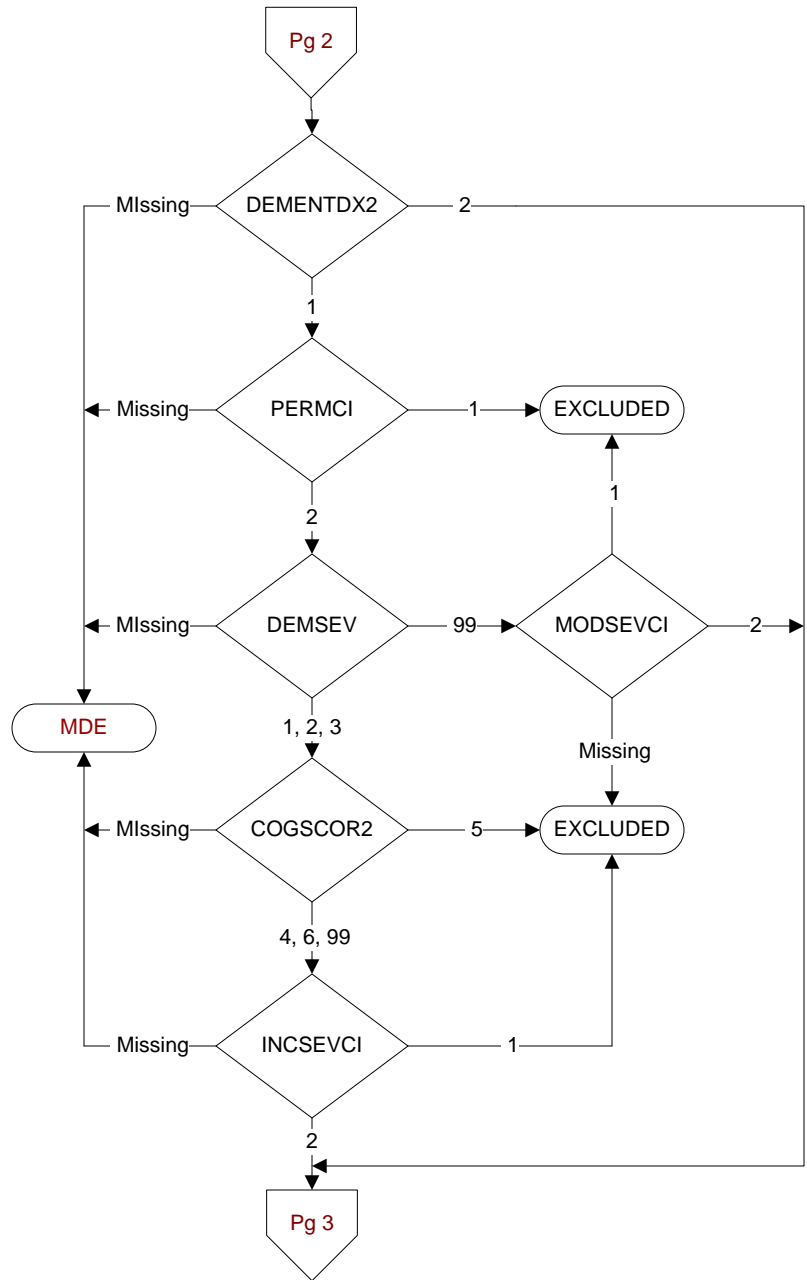 Pg 2
MIssing
DEMENTDX2
2
1
Missing
PERMCI
1
EXCLUDED
2
1
MIssing
DEMSEV
99
MODSEVCI
2
1, 2, 3
MDE
Missing
MIssing
COGSCOR2
5
EXCLUDED
4, 6, 99
Missing
INCSEVCI
1
2
Pg 3